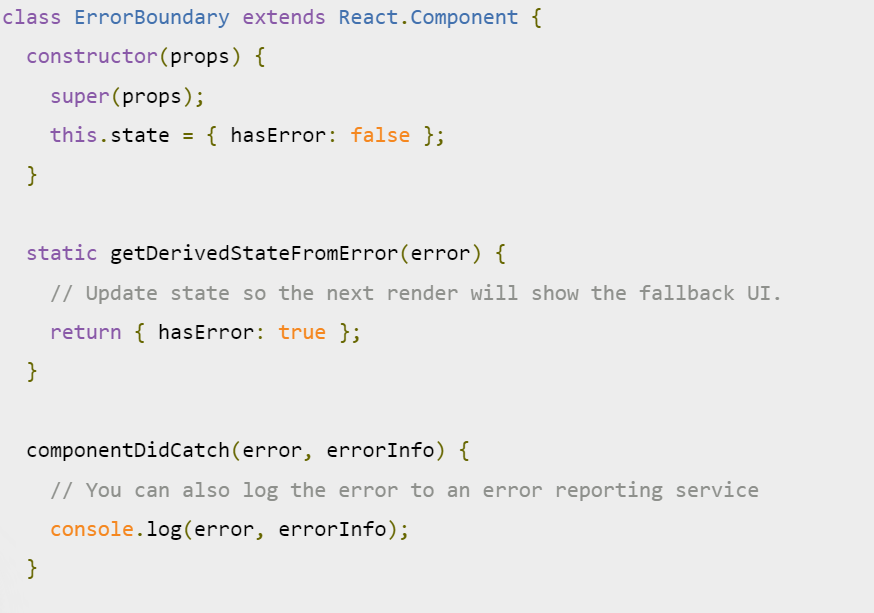 class ErrorBoundary extends React.Component {
  constructor(props) {
    super(props);
    this.state = { hasError: false };
  }

  static getDerivedStateFromError(error) {
    // Update state so the next render will show the fallback UI.
    return { hasError: true };
  }

  componentDidCatch(error, errorInfo) {
    // You can also log the error to an error reporting service
    console.log(error, errorInfo);
  }